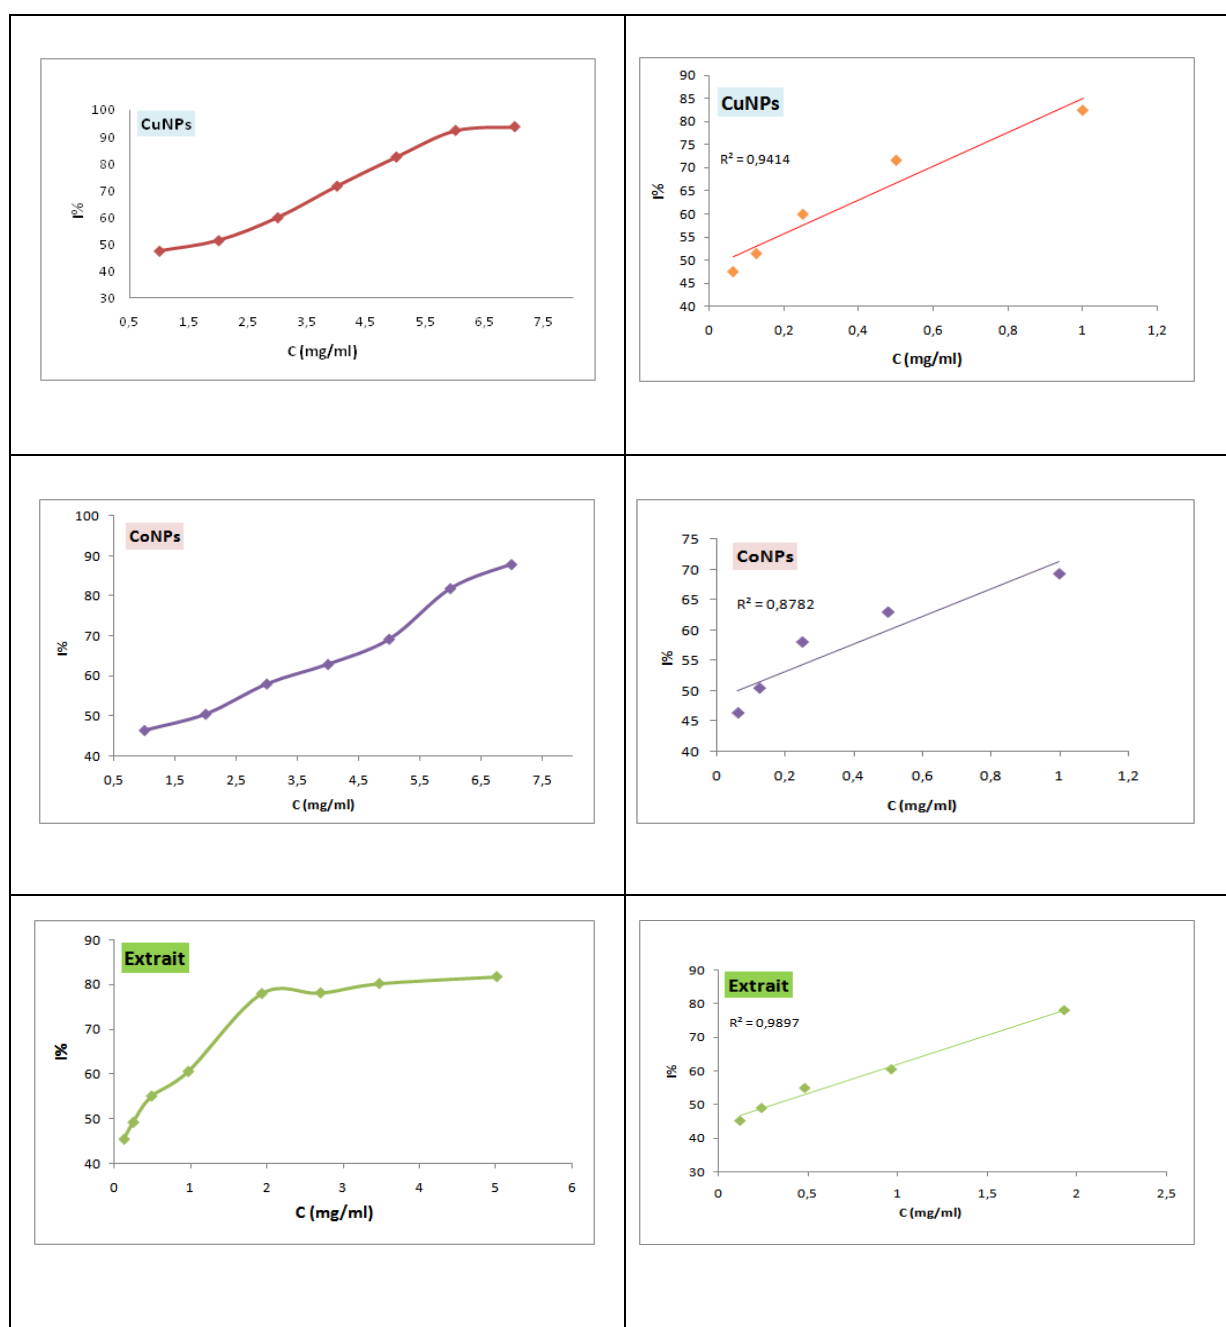 CuNPs
100
90
80
70
60
50
40
30
I%
0,5 1,5 2,5 3,5 4,5 5,5 6,5 7,5
C (mg/ml)
CuNPs
R² = 0,9414
90
85
80
75
70
65
60
55
50
45
40
I%
0 0,2 0,4 0,6 0,8 1 1,2
C (mg/ml)
CoNPs
100
90
80
70
60
50
40
I%
0,5 1,5 2,5 3,5 4,5 5,5 6,5 7,5
C (mg/ml)
CoNPs
R² = 0,8782
75
70
65
60
55
50
45
40
I%
0 0,2 0,4 0,6 0,8 1 1,2
C (mg/ml)
Extrait
90
80
70
60
50
40
I%
0 1 2 3 4 5 6
C (mg/ml)
Extrait
R² = 0,9897
90
80
70
60
50
40
30
I%
0 0,5 1 1,5 2 2,5
C (mg/ml)